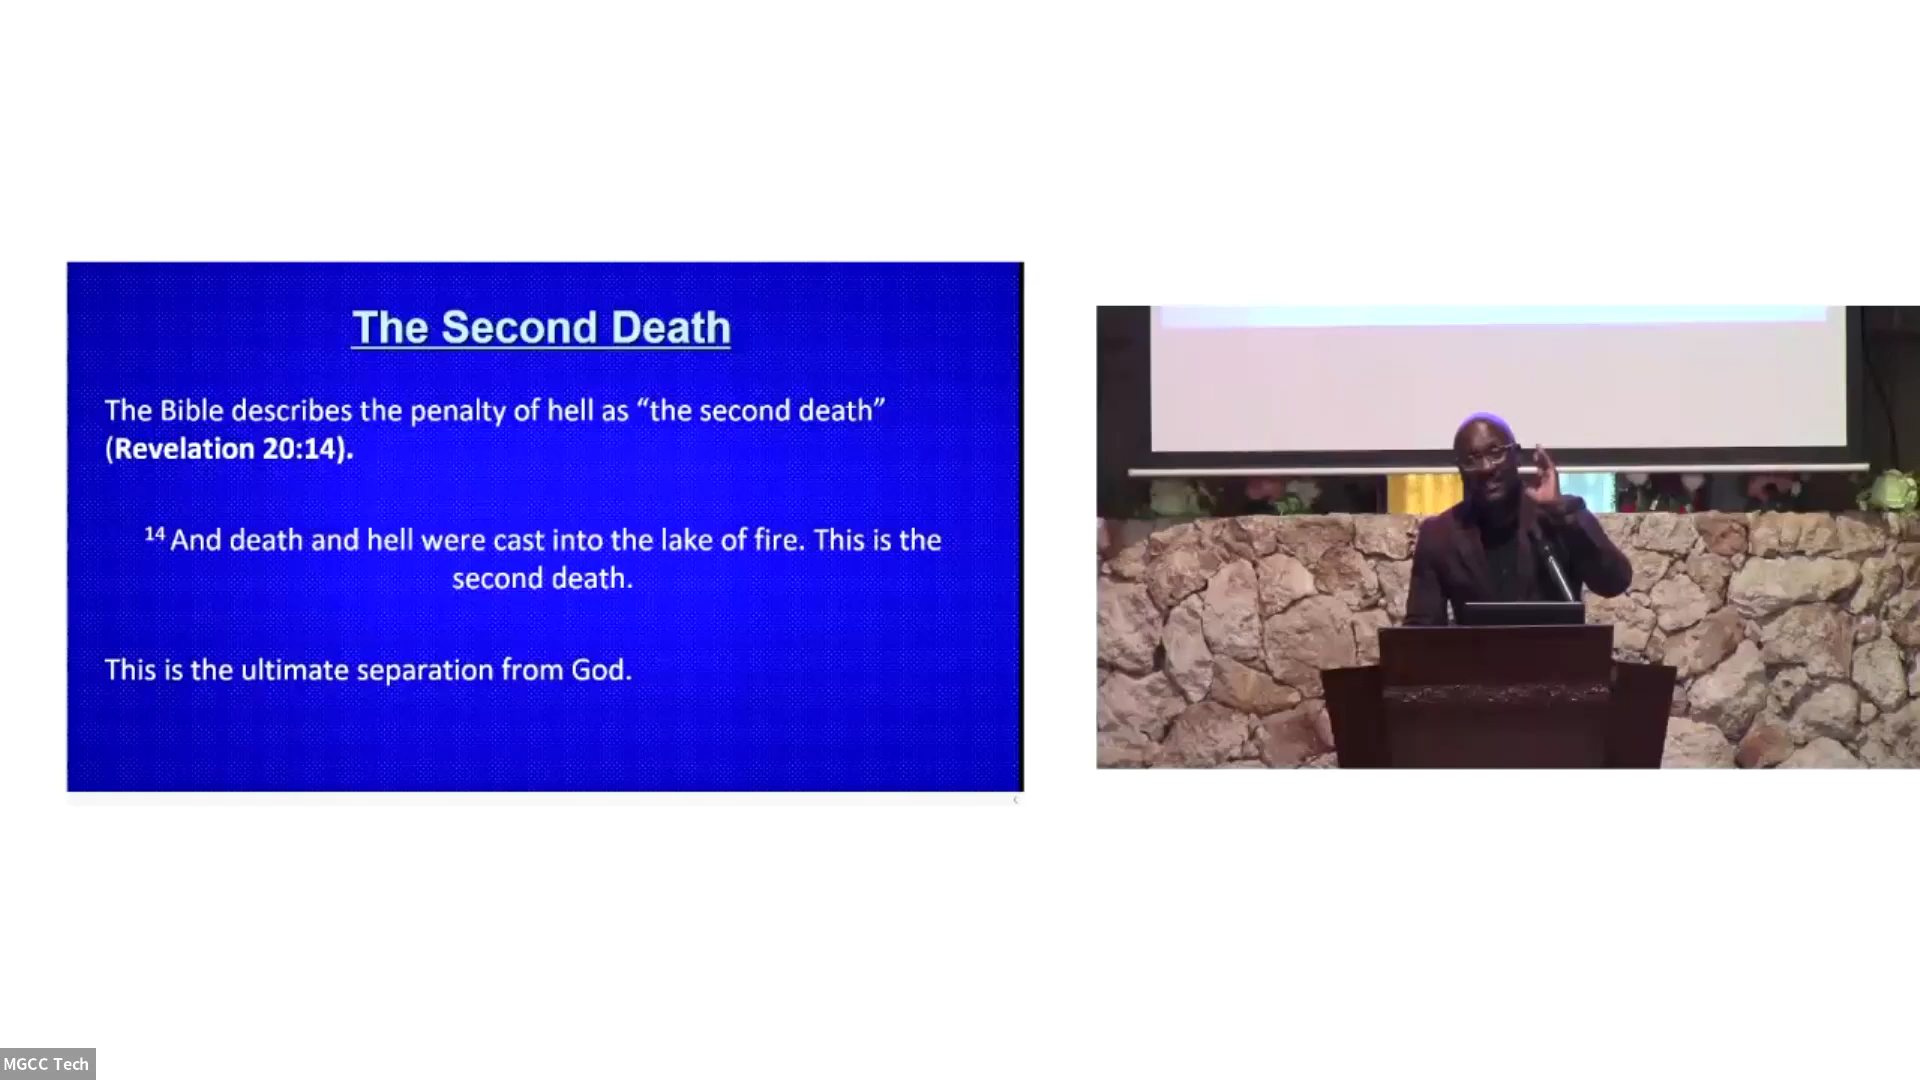 The Second Death
The Bible describes the penalty of hell as “the second death”
(Revelation 20:14).
14 And death and hell were cast into the lake of fire. This is the
second death.
This is the ultimate separation from God.
MGCC Tech